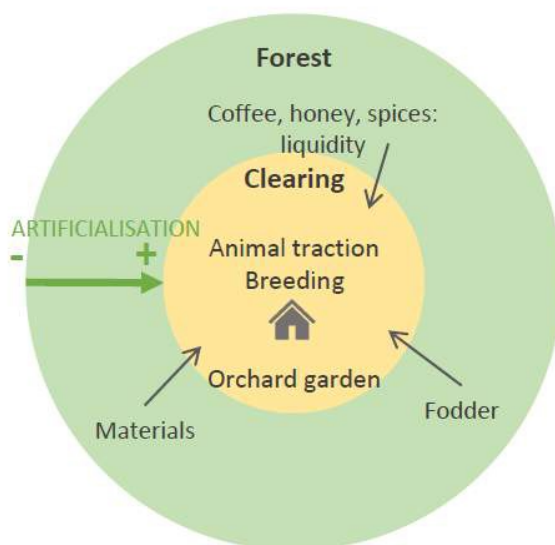 Forest
Coffee, honey, spices:
liquidity
Clearing
ARTIFICIALISATION
- +
Animal traction
Breeding
Orchard garden
Materials
Fodder